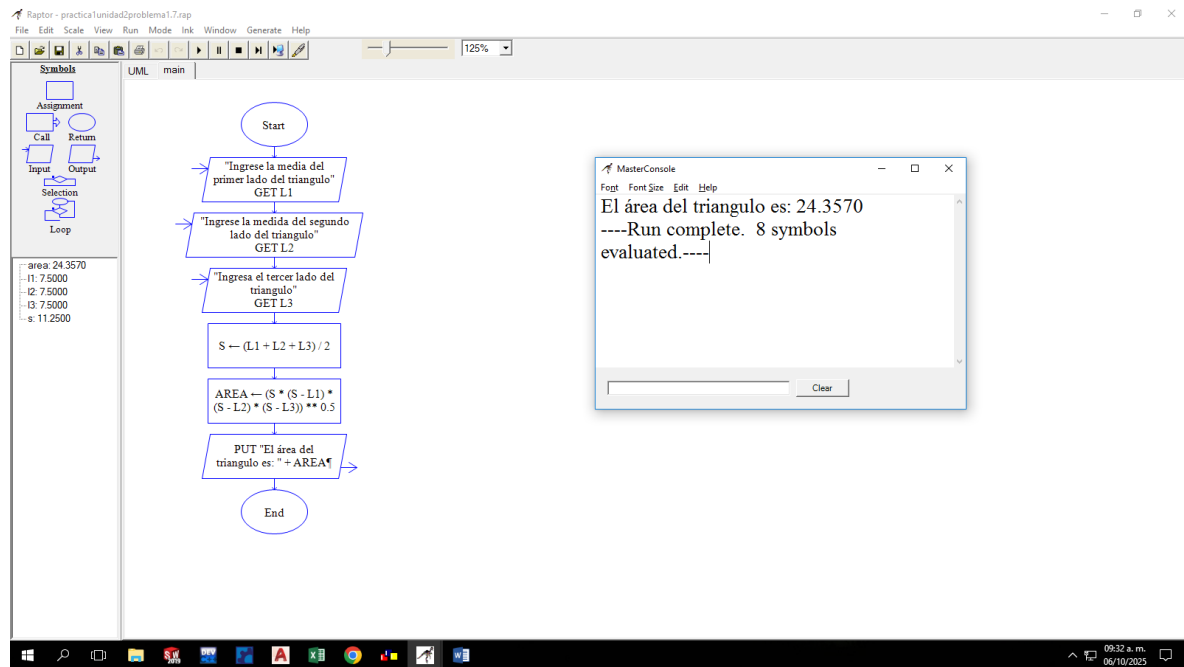 Raptor - practica1unidad2problema1.7.rap
File Edit Scale View Run Mode Ink Window Generate Help
125%
Symbols
Assignment
Call Return
Input Output
Selection
Loop
area: 24.3570
l1: 7.5000
l2: 7.5000
l3: 7.5000
s: 11.2500
UML main
Start
"Ingrese la media del
primer lado del triangulo"
GET L1
"Ingrese la medida del segundo
lado del triangulo"
GET L2
"Ingresa el tercer lado del
triangulo"
GET L3
S ← (L1 + L2 + L3) / 2
AREA ← (S * (S - L1) *
(S - L2) * (S - L3)) ** 0.5
PUT "El área del
triangulo es: " + AREA¶
End
MasterConsole
Font Font Size Edit Help
El área del triangulo es: 24.3570
----Run complete. 8 symbols
evaluated.----
Clear
SW
2019
DEV
A
09:32 a. m.
06/10/2025